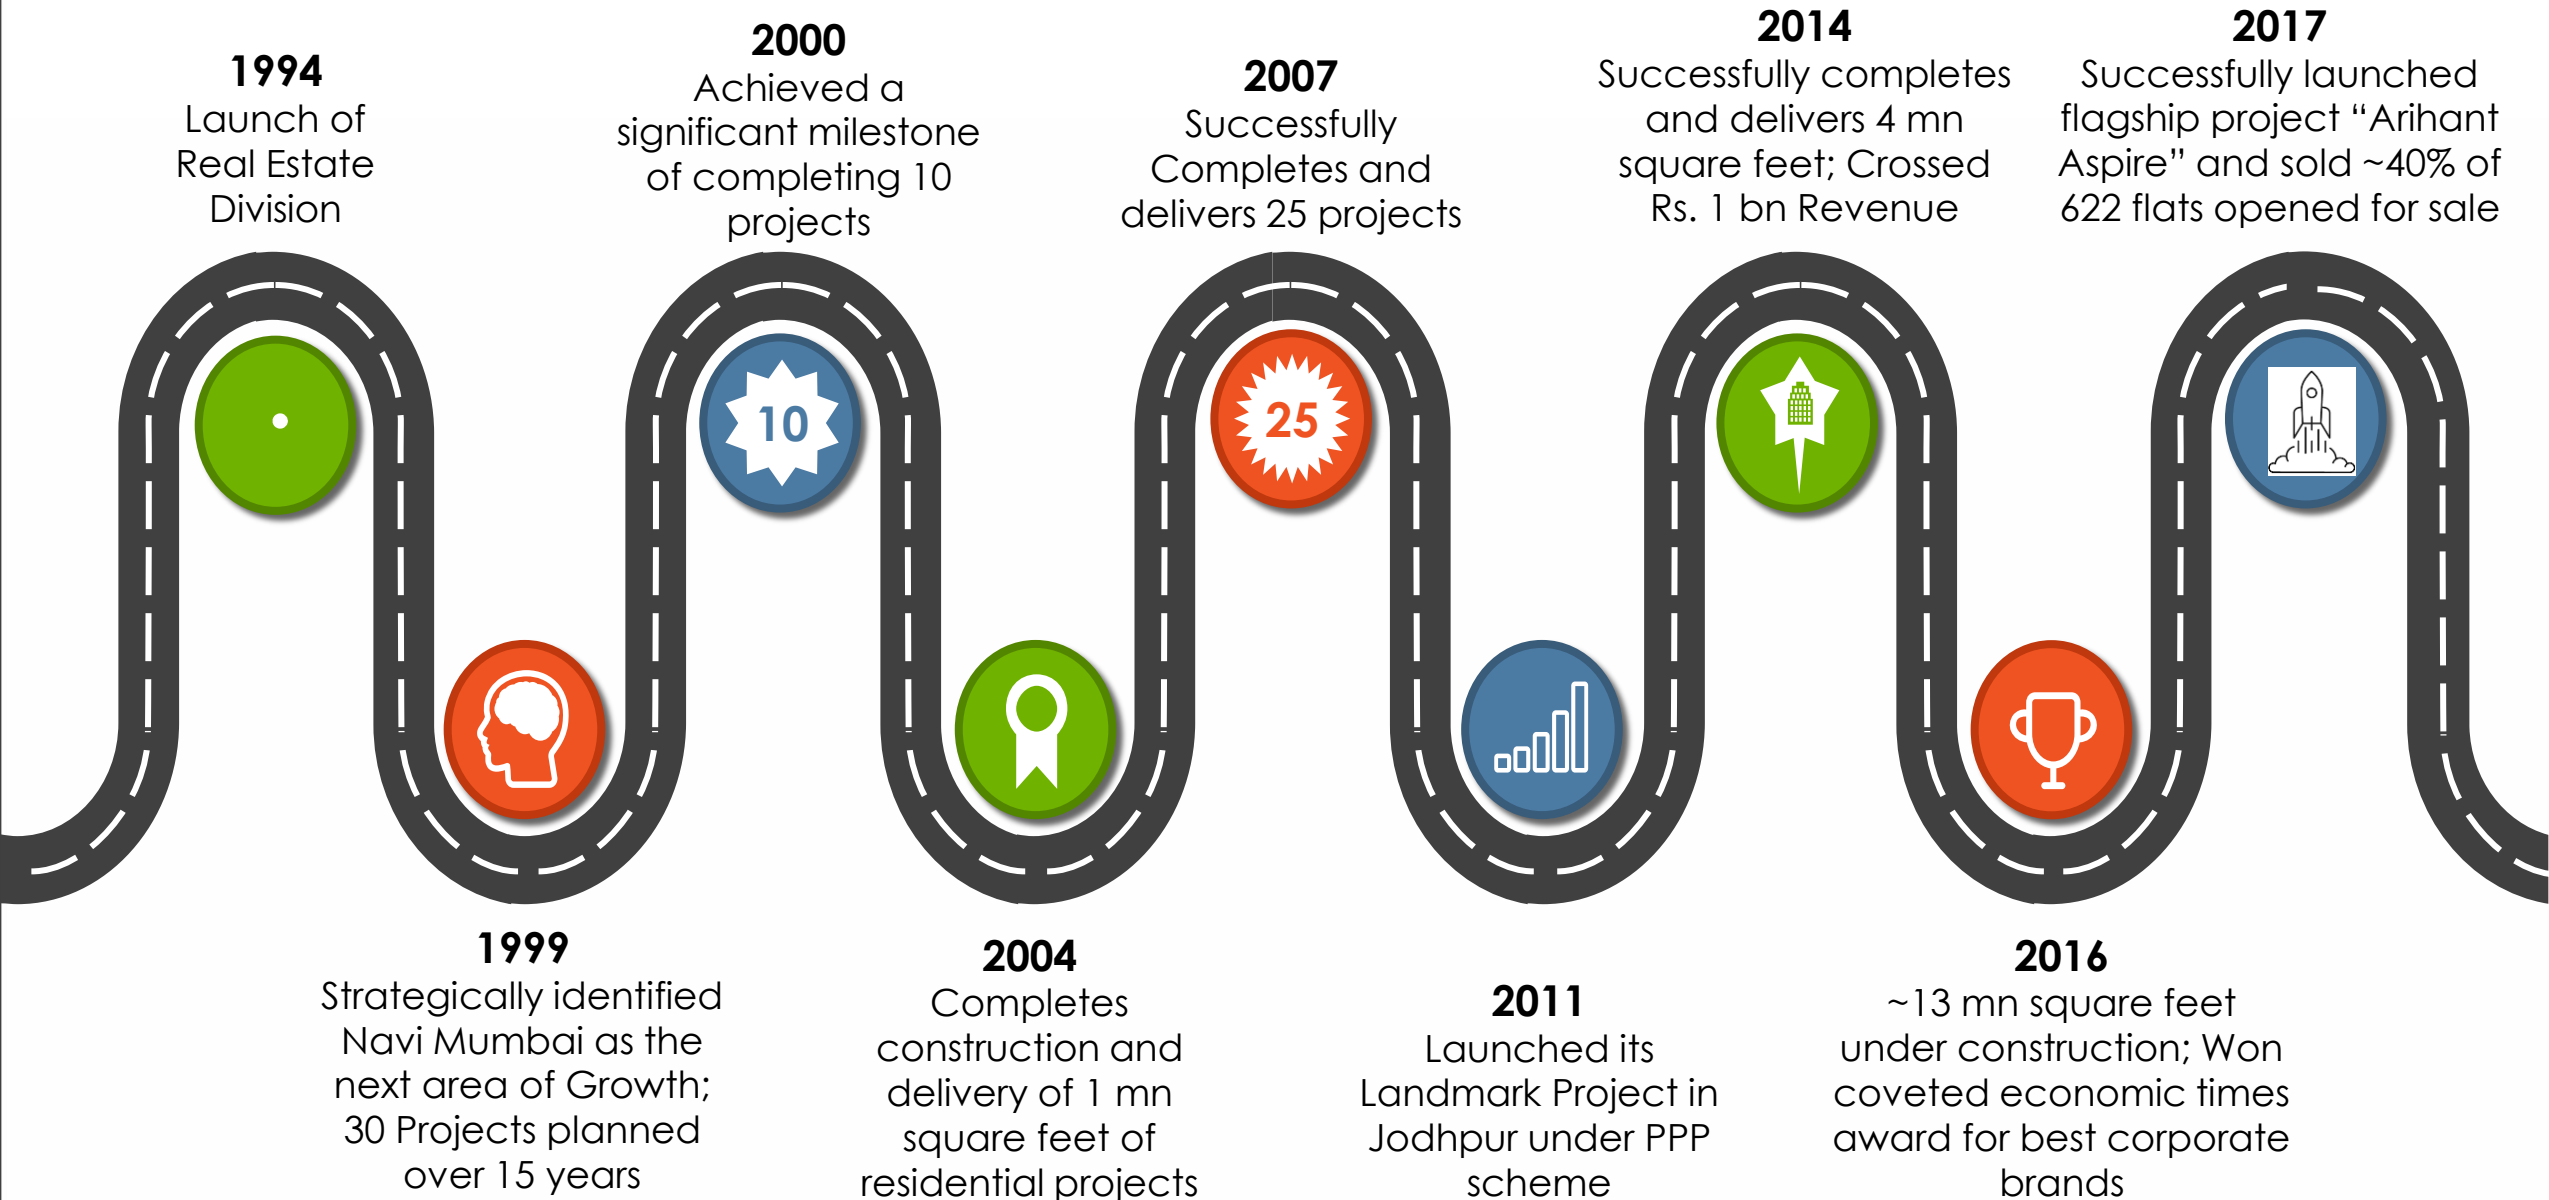 1994
Launch of
Real Estate
Division
2000
Achieved a
significant milestone
of completing 10
projects
2007
Successfully
Completes and
delivers 25 projects
2014
Successfully completes
and delivers 4 mn
square feet; Crossed
Rs. 1 bn Revenue
2017
Successfully launched
flagship project “Arihant
Aspire” and sold ~40% of
622 flats opened for sale
10
25
1999
Strategically identified
Navi Mumbai as the
next area of Growth;
30 Projects planned
over 15 years
2004
Completes
construction and
delivery of 1 mn
square feet of
residential projects
2011
Launched its
Landmark Project in
Jodhpur under PPP
scheme
2016
~13 mn square feet
under construction; Won
coveted economic times
award for best corporate
brands